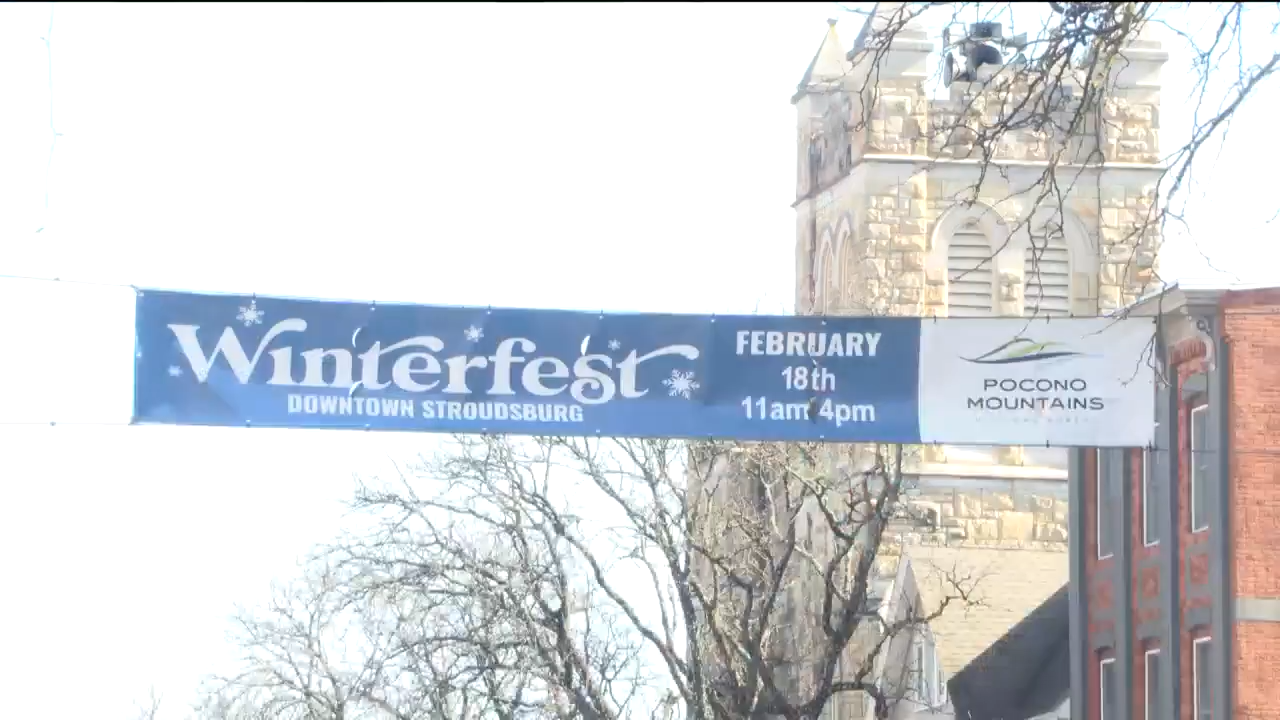 Winterfest
DOWNTOWN STROUDSBURG
FEBRUARY
18th
11am 4pm
POCONO
MOUNTAINS